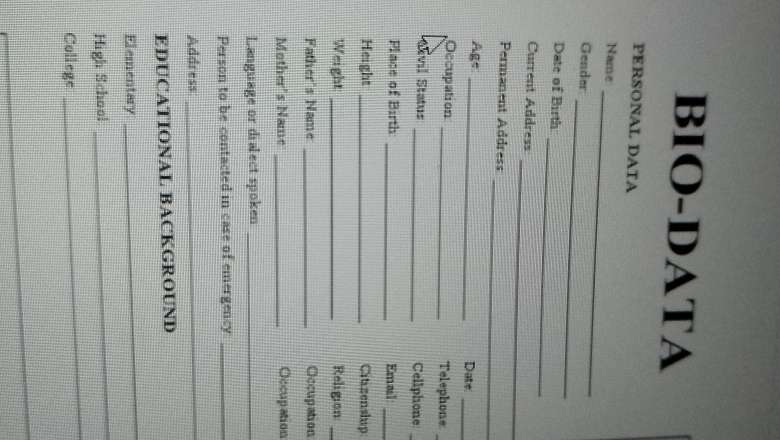 BIO-DATA
PERSONAL DATA
Name
Gender
Date of Birth
Current Address
Permanent Address
Age Date
Occupation Telephone:
Civil Status Cellphone:
Place of Birth Email
Height Citizenship
Weight Religion
Father's Name Occupation
Mother's Name Occupation
Language or dialect spoken
Person to be contacted in case of emergency
Address
EDUCATIONAL BACKGROUND
Elementary
High School
College